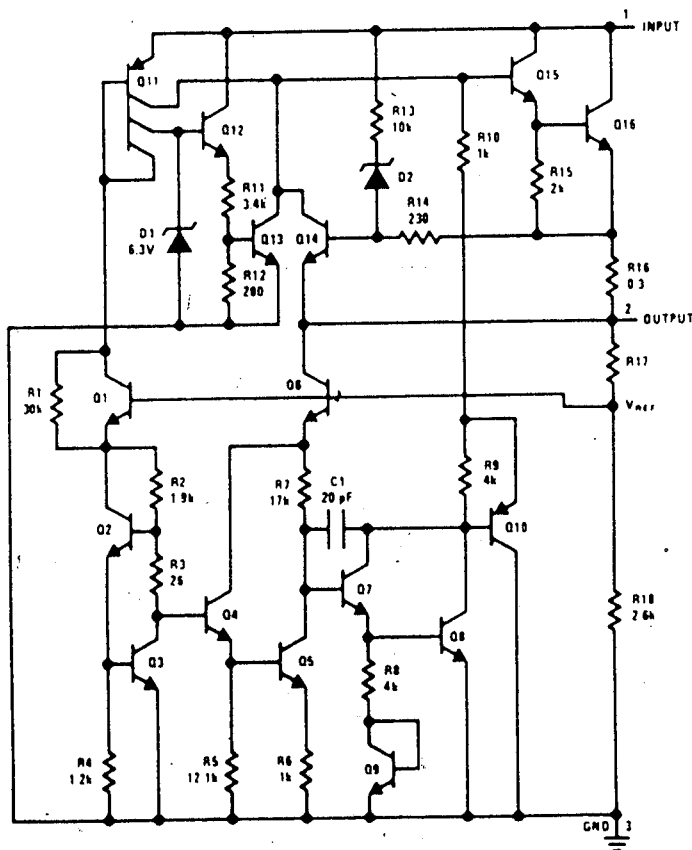 1
INPUT
Q11
Q15
Q12
R13
10k
R10
1k
Q16
R11
3.4k
D2
R15
2k
R14
230
D1
6.3V
Q13
Q14
R12
280
R16
0.3
2
OUTPUT
R17
R1
30k
Q1
Q6
VREF
R2
1.9k
R7
17k
C1
20 pF
R9
4k
Q2
Q10
R3
26
Q7
Q4
R18
2.6k
Q3
Q5
Q8
R8
4k
R4
1.2k
R5
12.1k
R6
1k
Q9
GND
3